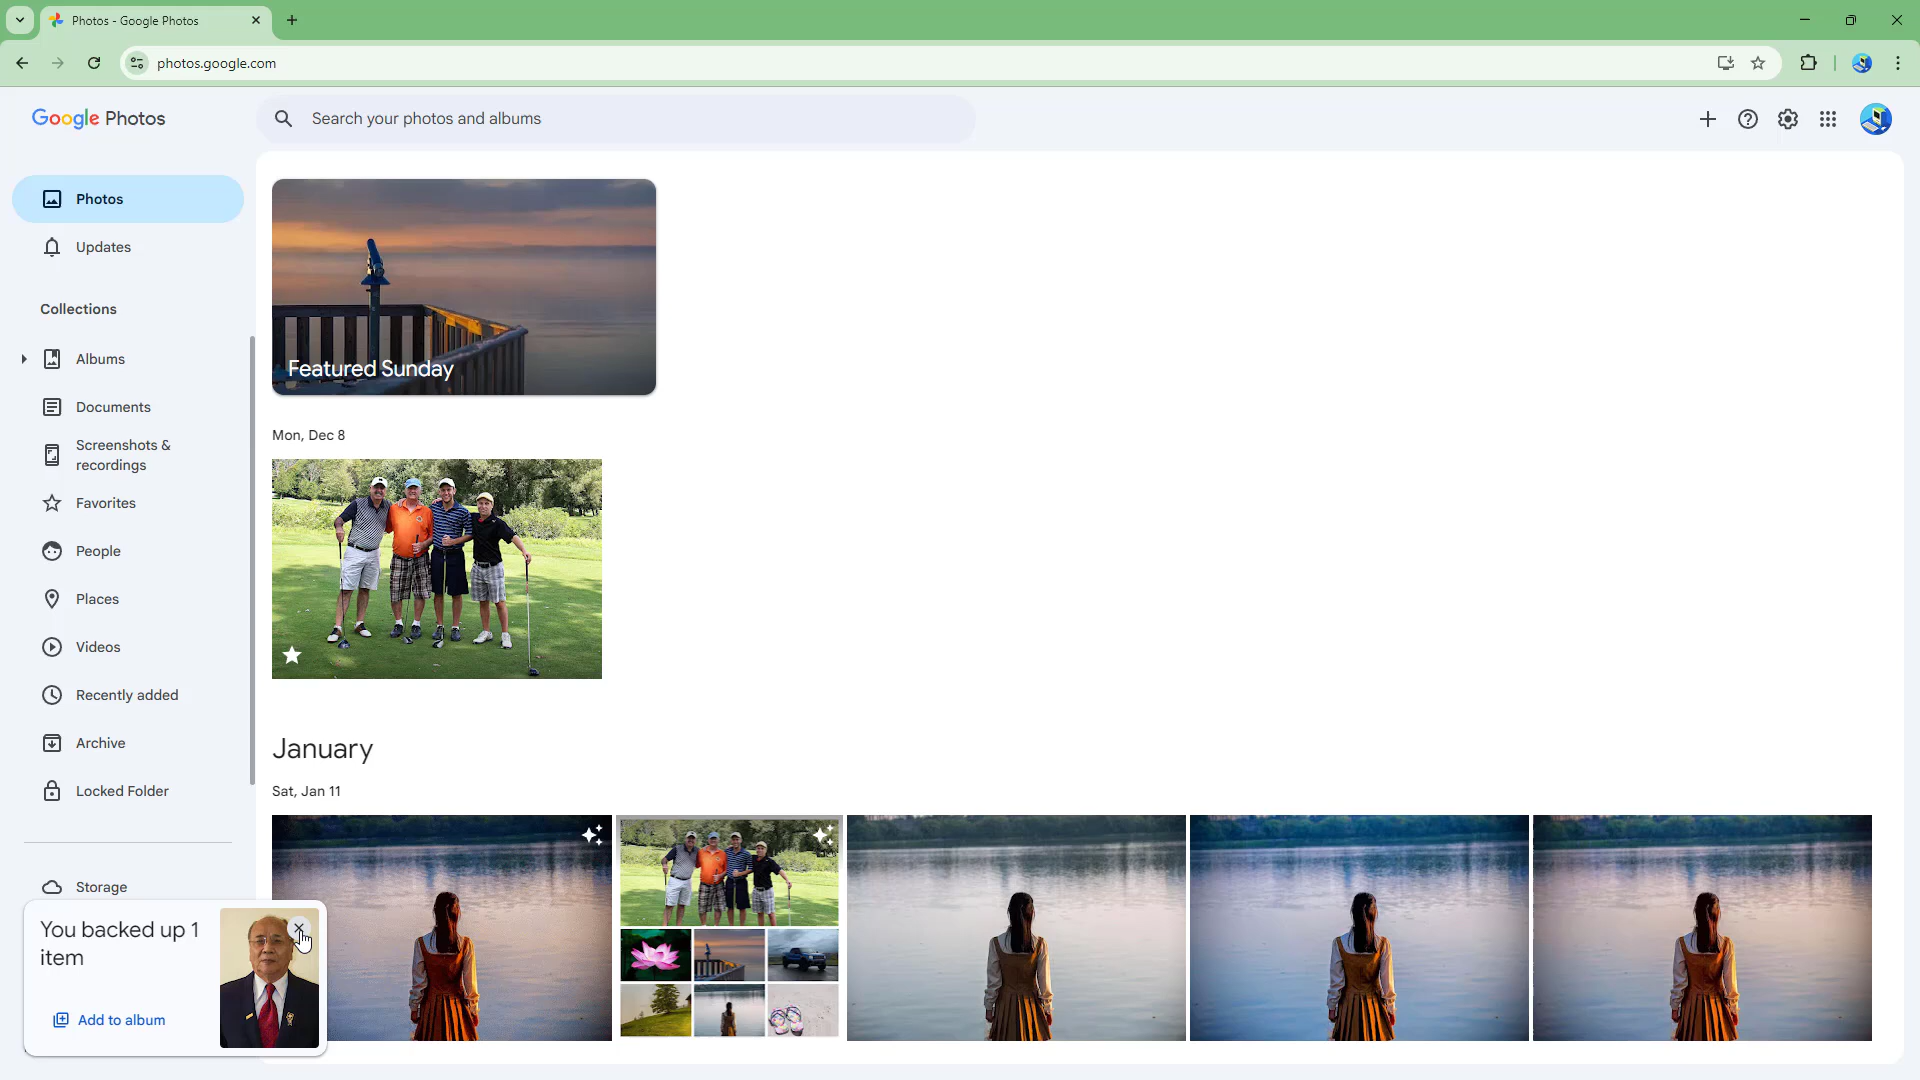 Photos - Google Photos
photos.google.com
Google Photos
Search your photos and albums
Photos
Updates
Collections
Albums
Documents
Screenshots &
recordings
Favorites
People
Places
Videos
Recently added
Archive
Locked Folder
Storage
You backed up 1
item
Add to album
Featured Sunday
Mon, Dec 8
January
Sat, Jan 11